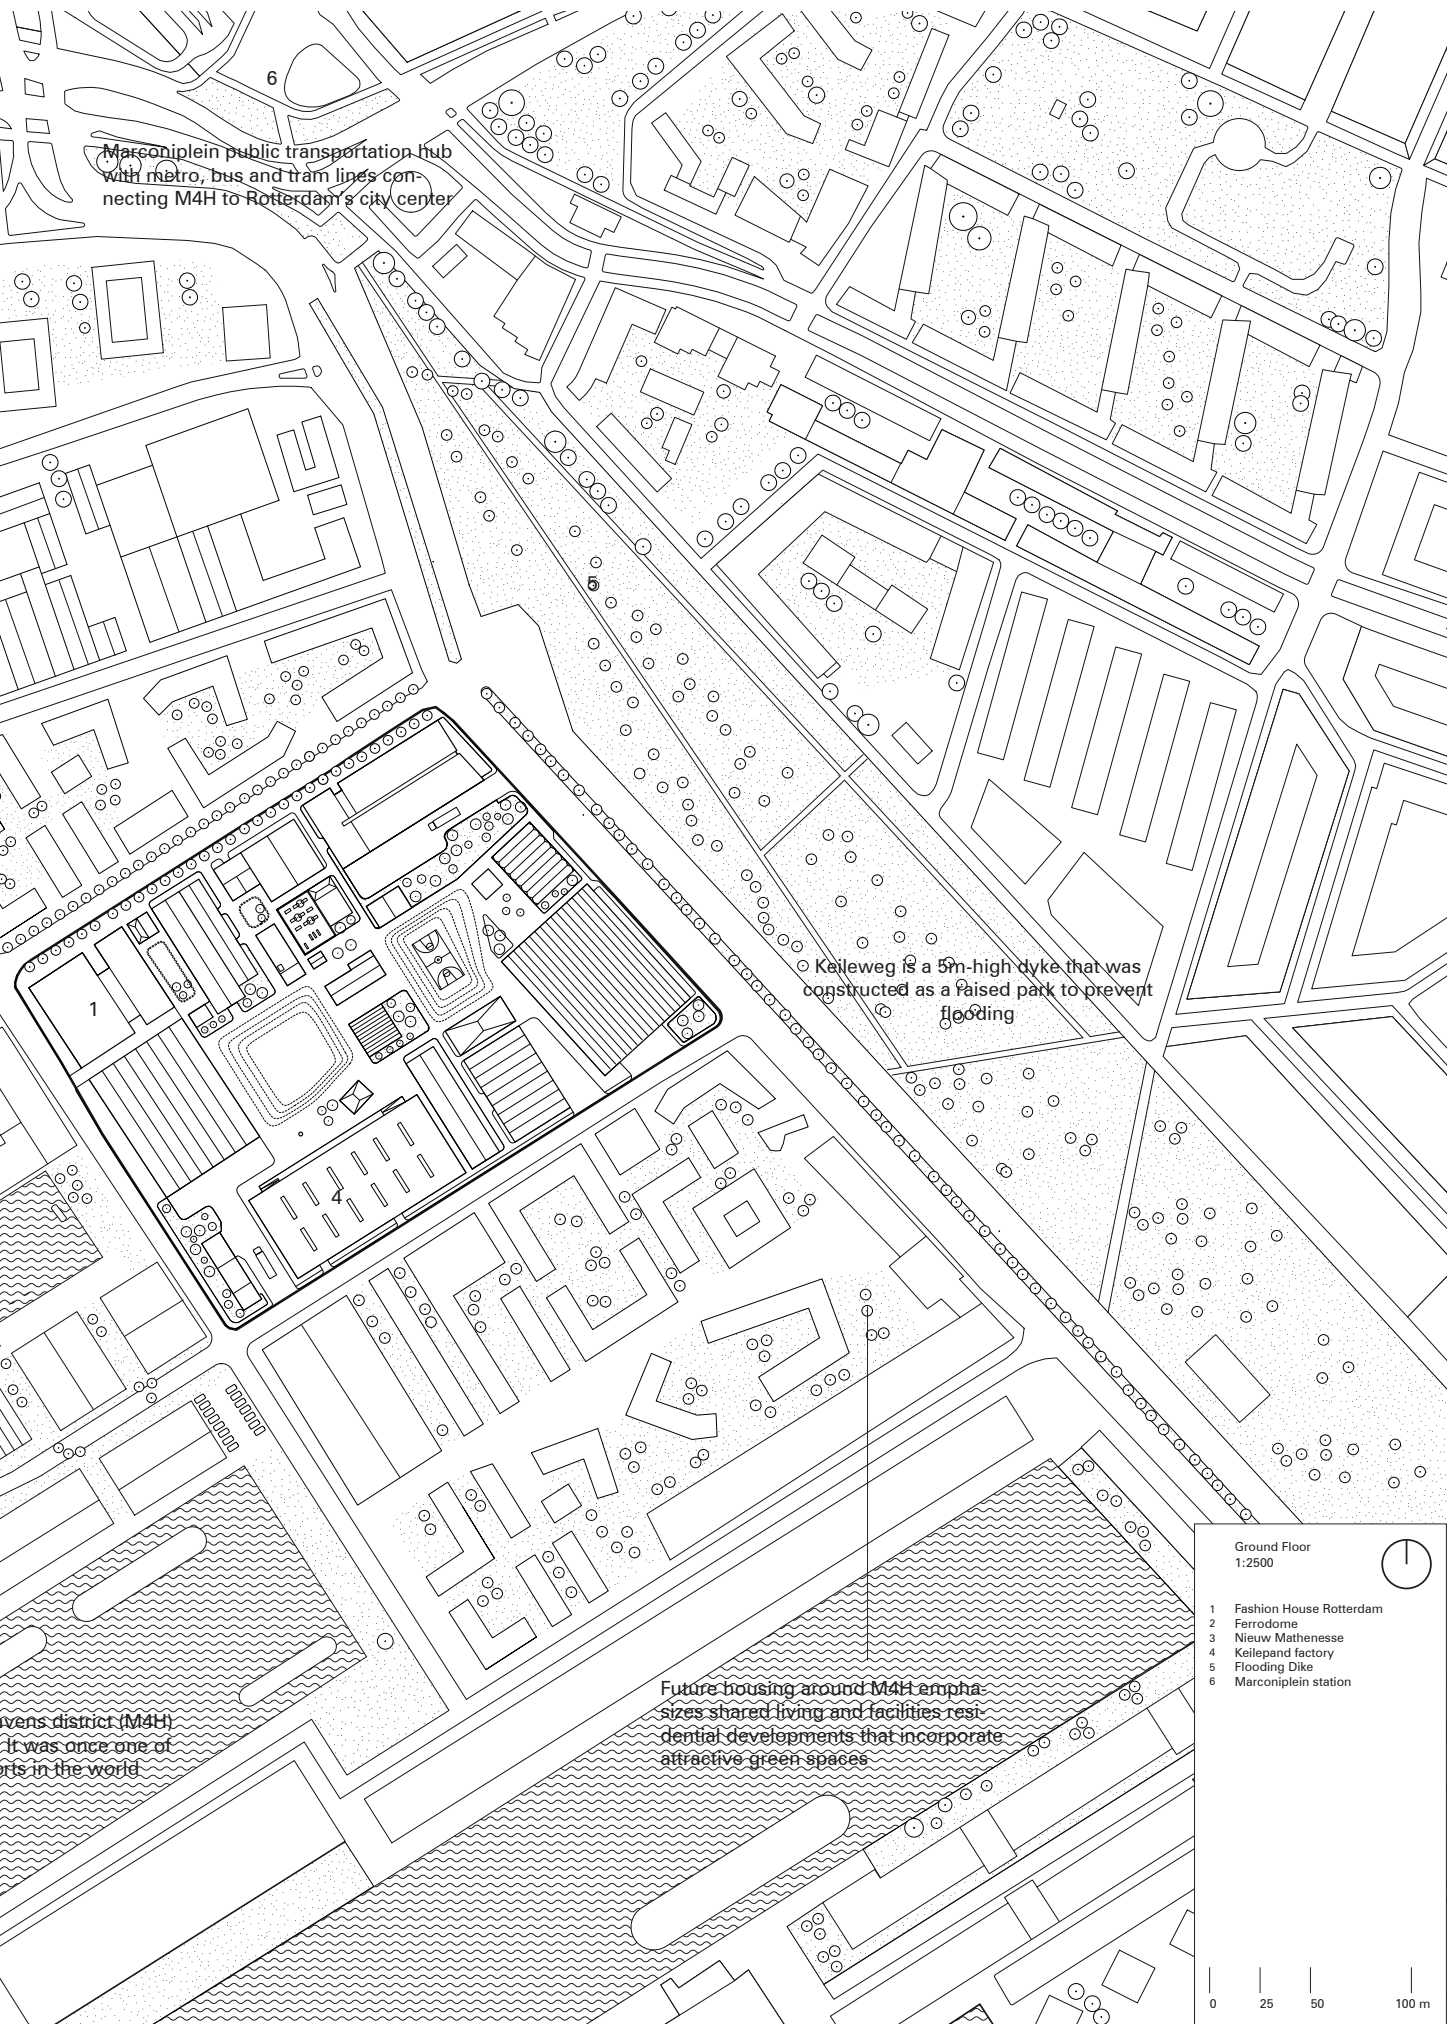 6
Marconiplein public transportation hub
with metro, bus and tram lines con-
necting M4H to Rotterdam's city center
5
Keileweg is a 5m-high dyke that was
constructed as a raised park to prevent
flooding
1
4
Future housing around M4H empha-
sizes shared living and facilities resi-
dential developments that incorporate
attractive green spaces
district (M4H)
It was once one of
in the world
Ground Floor
1:2500
1 Fashion House Rotterdam
2 Ferrodome
3 Nieuw Mathenesse
4 Keilepand factory
5 Flooding Dike
6 Marconiplein station
0 25 50 100 m